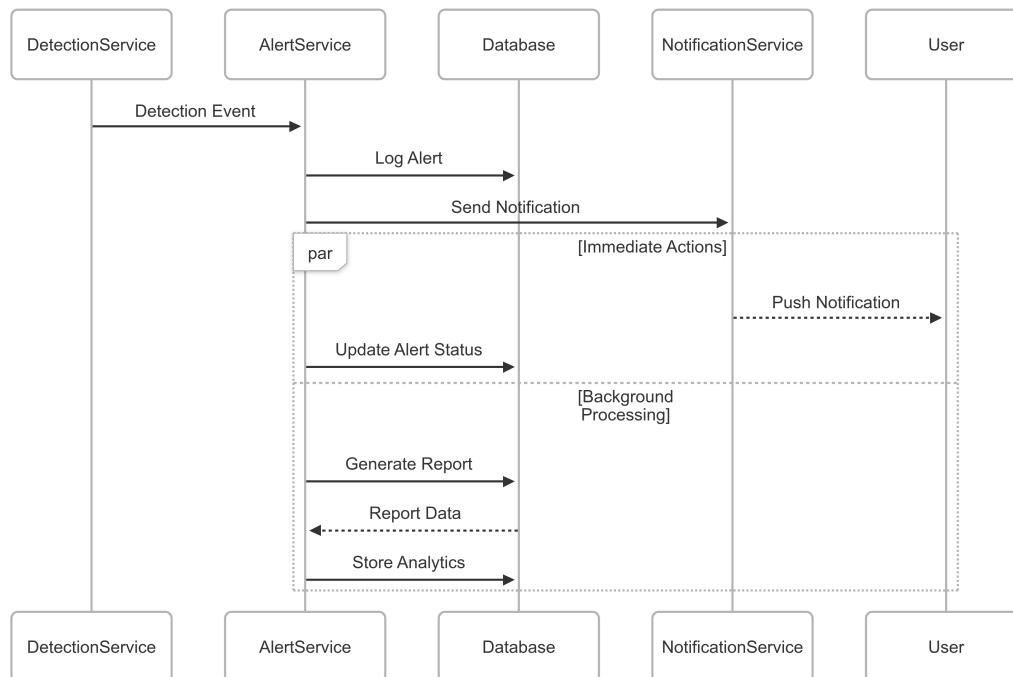 DetectionService
AlertService
Database
NotificationService
User
Detection Event
Log Alert
Send Notification
par
[Immediate Actions]
Push Notification
Update Alert Status
[Background
Processing]
Generate Report
Report Data
Store Analytics
DetectionService
AlertService
Database
NotificationService
User